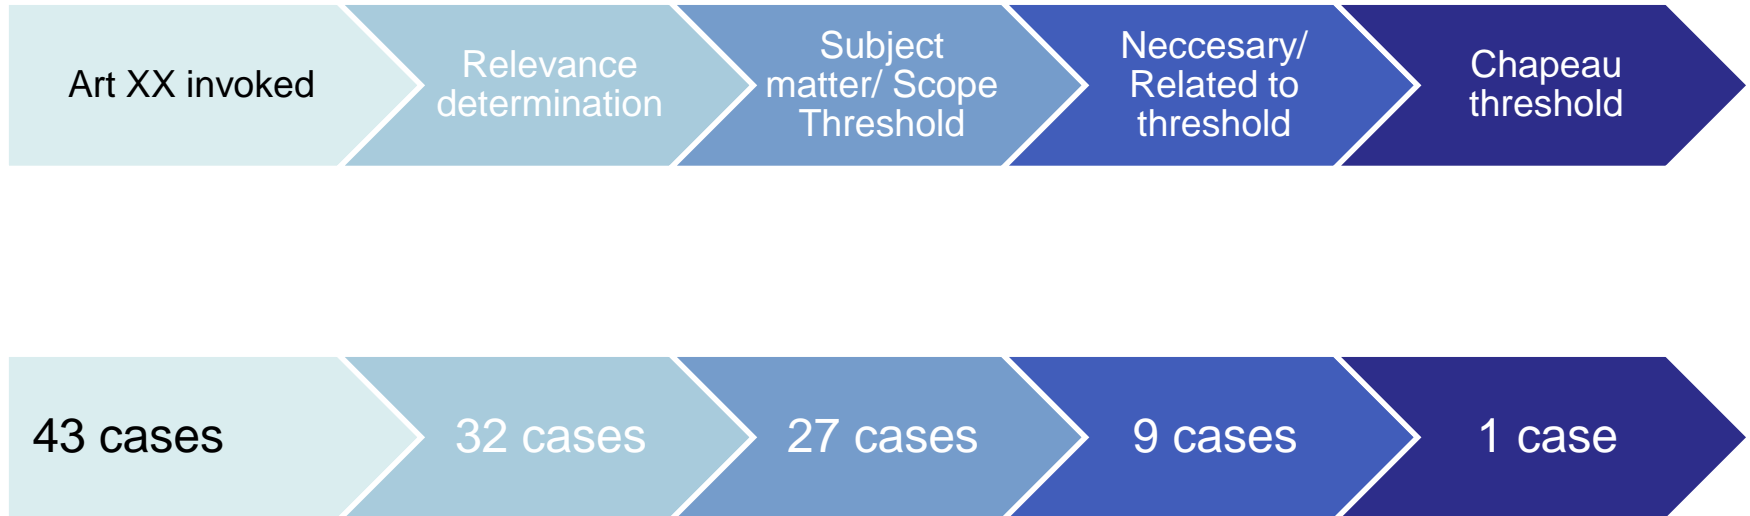 Art XX invoked
Relevance
determination
Subject
matter/ Scope
Threshold
Neccesary/
Related to
threshold
Chapeau
threshold
43 cases
32 cases
27 cases
9 cases
1 case